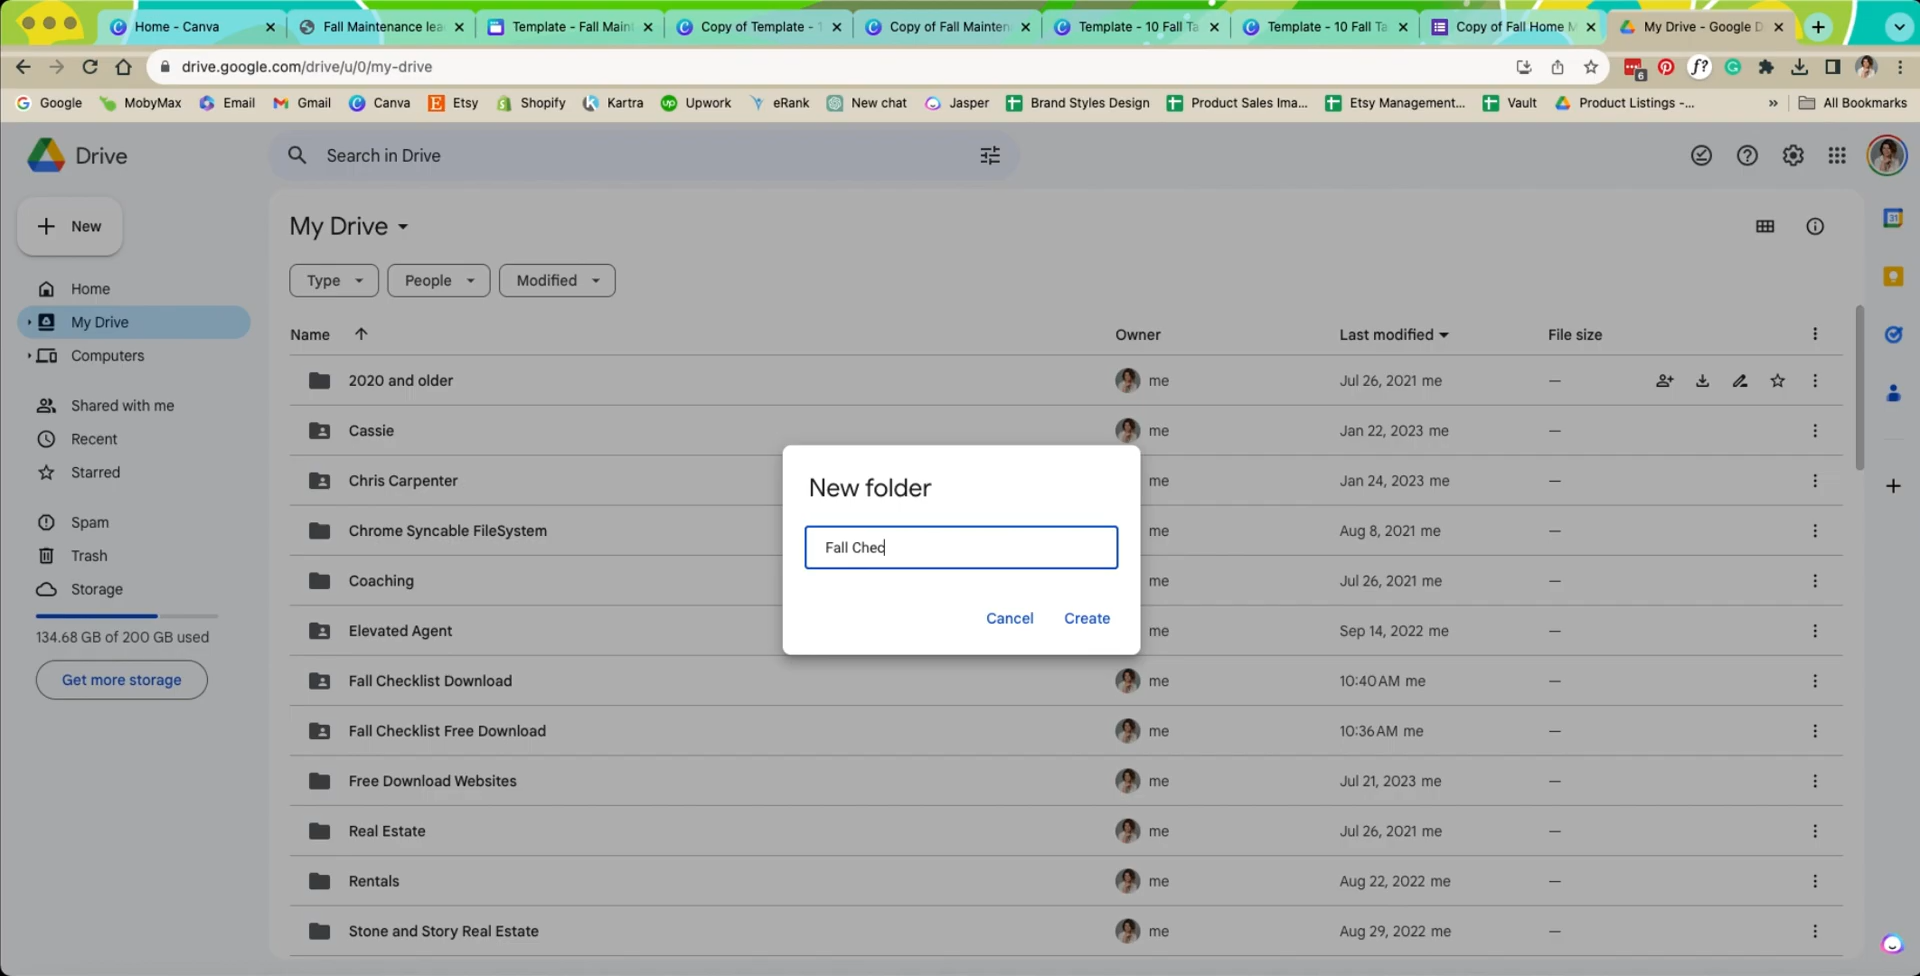 Home - Canva
Fall Maintenance lea
Template - Fall Main
Copy of Template - 1
Copy of Fall Mainten
Template - 10 Fall Ta
Template - 10 Fall Ta
Copy of Fall Home M
My Drive - Google D
drive.google.com/drive/u/0/my-drive
6
f?
Google
MobyMax
Email
Gmail
Canva
Etsy
Shopify
Kartra
Upwork
eRank
New chat
Jasper
Brand Styles Design
Product Sales Ima...
Etsy Management...
Vault
Product Listings -...
»
All Bookmarks
Drive
Search in Drive
New
My Drive
31
Type
People
Modified
Home
My Drive
Computers
Shared with me
Recent
Starred
Spam
Trash
Storage
134.68 GB of 200 GB used
Get more storage
Name Owner Last modified File size
2020 and older me Jul 26, 2021 me —
Cassie me Jan 22, 2023 me —
Chris Carpenter me Jan 24, 2023 me —
Chrome Syncable FileSystem me Aug 8, 2021 me —
Coaching me Jul 26, 2021 me —
Elevated Agent me Sep 14, 2022 me —
Fall Checklist Download me 10:40 AM me —
Fall Checklist Free Download me 10:36 AM me —
Free Download Websites me Jul 21, 2023 me —
Real Estate me Jul 26, 2021 me —
Rentals me Aug 22, 2022 me —
Stone and Story Real Estate me Aug 29, 2022 me —
New folder
Fall Chec
Cancel Create